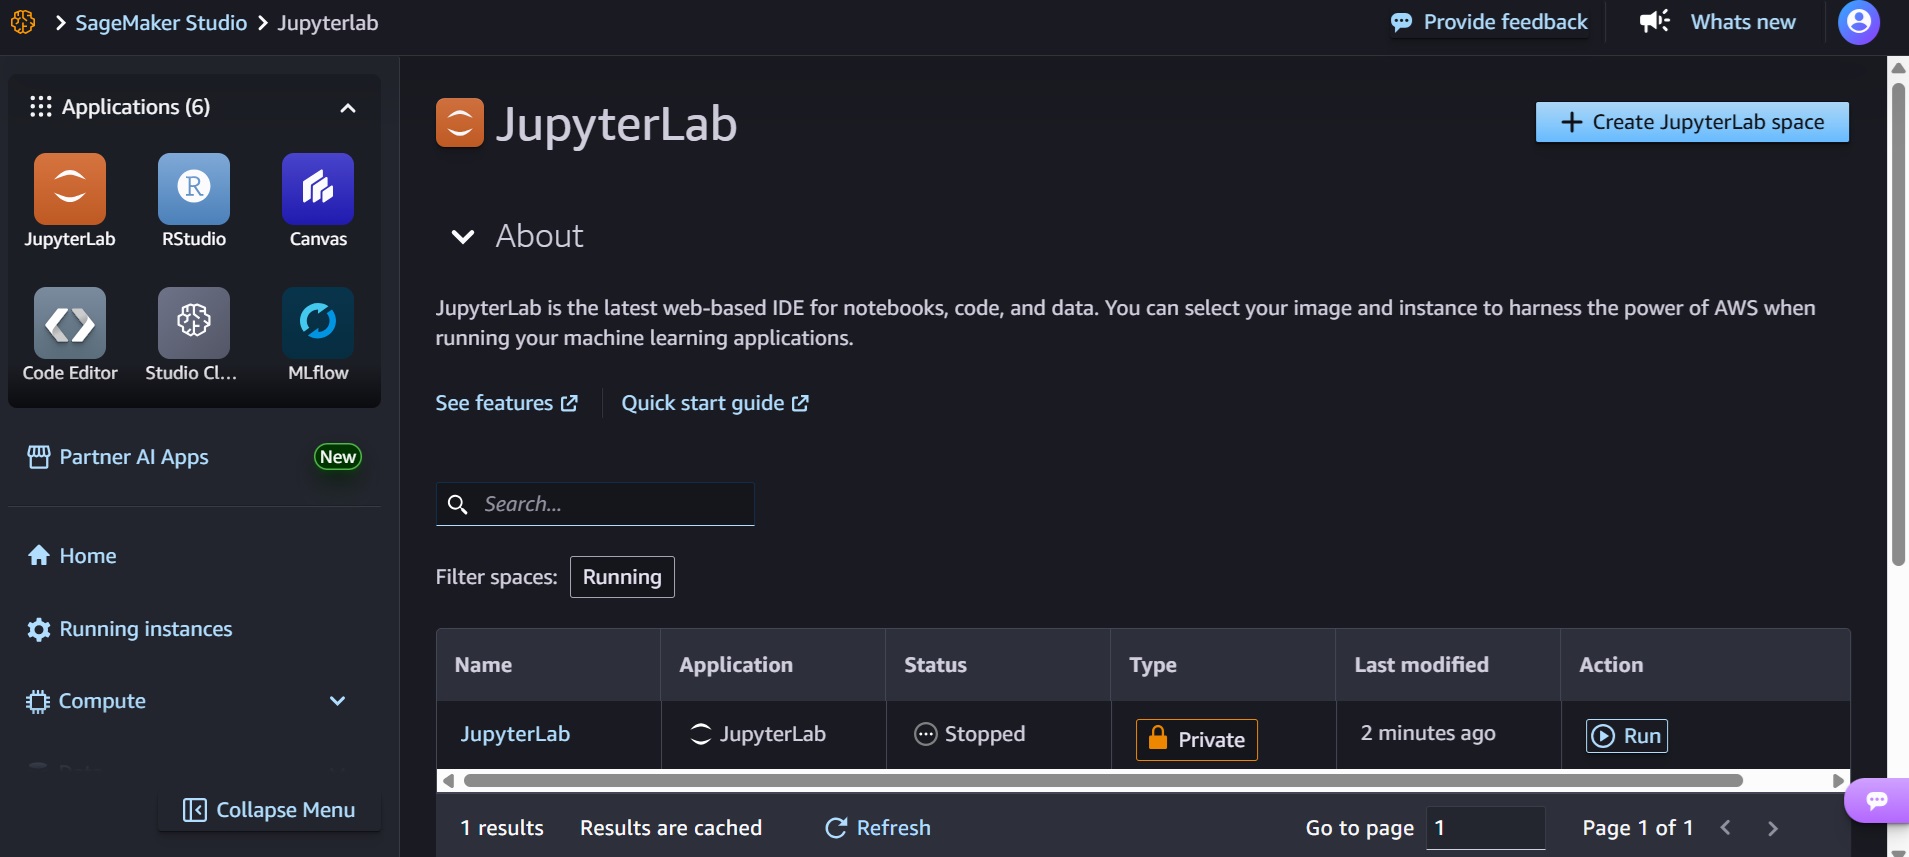 SageMaker Studio Jupyterlab
Provide feedback
Whats new
Applications (6)
JupyterLab
RStudio
Canvas
Code Editor
Studio Cl...
MLflow
Partner AI Apps
New
Home
Running instances
Compute
Collapse Menu
JupyterLab
+ Create JupyterLab space
About
JupyterLab is the latest web-based IDE for notebooks, code, and data. You can select your image and instance to harness the power of AWS when
running your machine learning applications.
See features
Quick start guide
Search...
Filter spaces: Running
Name Application Status Type Last modified Action
JupyterLab JupyterLab Stopped Private 2 minutes ago Run
1 results Results are cached Refresh Go to page 1 Page 1 of 1